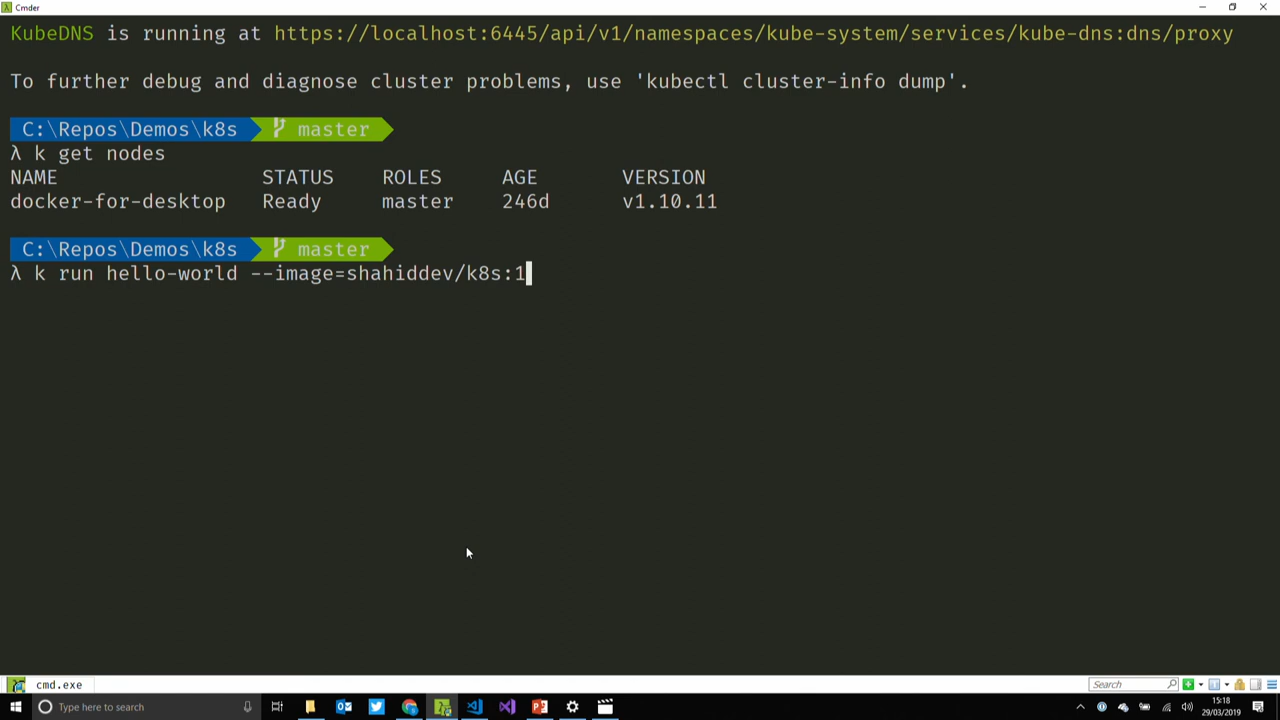 Cmder
KubeDNS is running at https://localhost:6445/api/v1/namespaces/kube-system/services/kube-dns:dns/proxy
To further debug and diagnose cluster problems, use 'kubectl cluster-info dump'.
C:\Repos\Demos\k8s master
λ k get nodes
NAME STATUS ROLES AGE VERSION
docker-for-desktop Ready master 246d v1.10.11
C:\Repos\Demos\k8s master
λ k run hello-world --image=shahiddev/k8s:1
cmd.exe
Search
Type here to search
15:18
29/03/2019